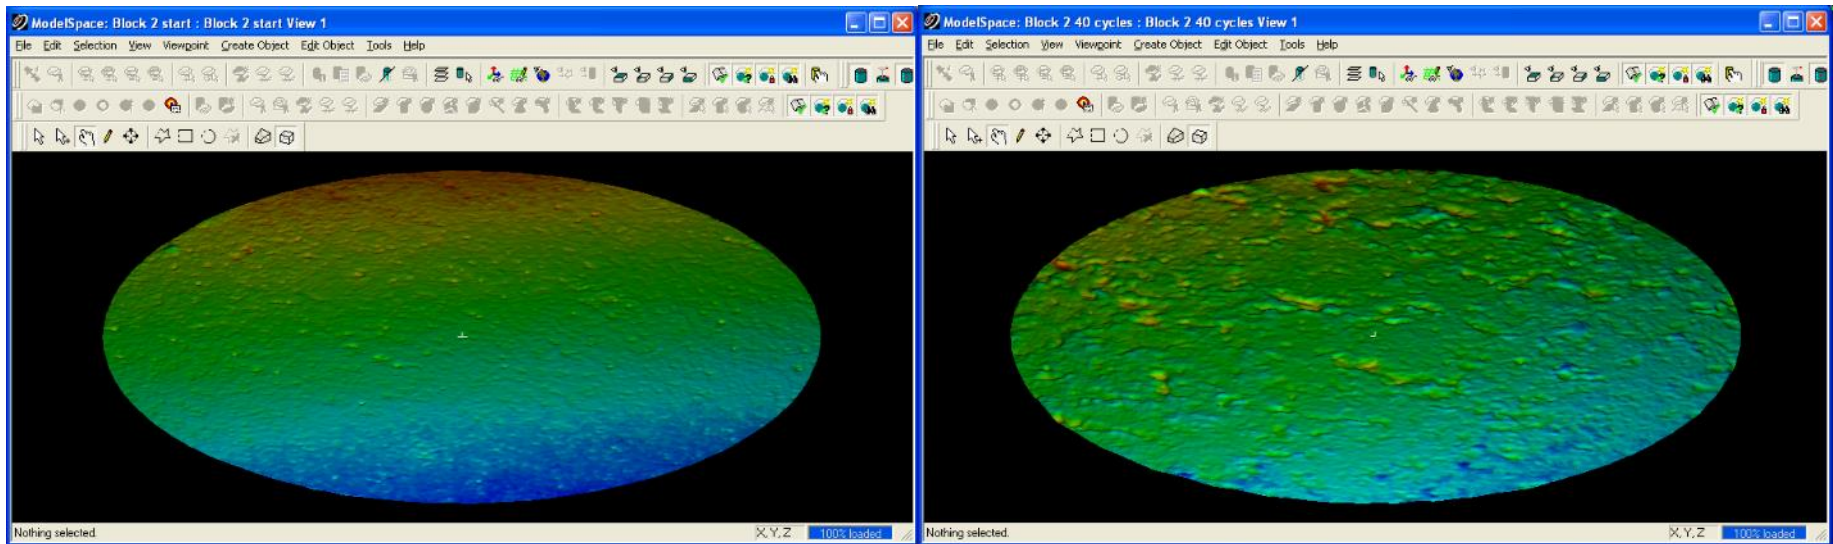 ModelSpace: Block 2 start : Block 2 start View 1
File Edit Selection View Viewpoint Create Object Edit Object Tools Help
Nothing selected.
X, Y, Z
100% loaded
ModelSpace: Block 2 40 cycles : Block 2 40 cycles View 1
File Edit Selection View Viewpoint Create Object Edit Object Tools Help
Nothing selected.
X, Y, Z
100% loaded